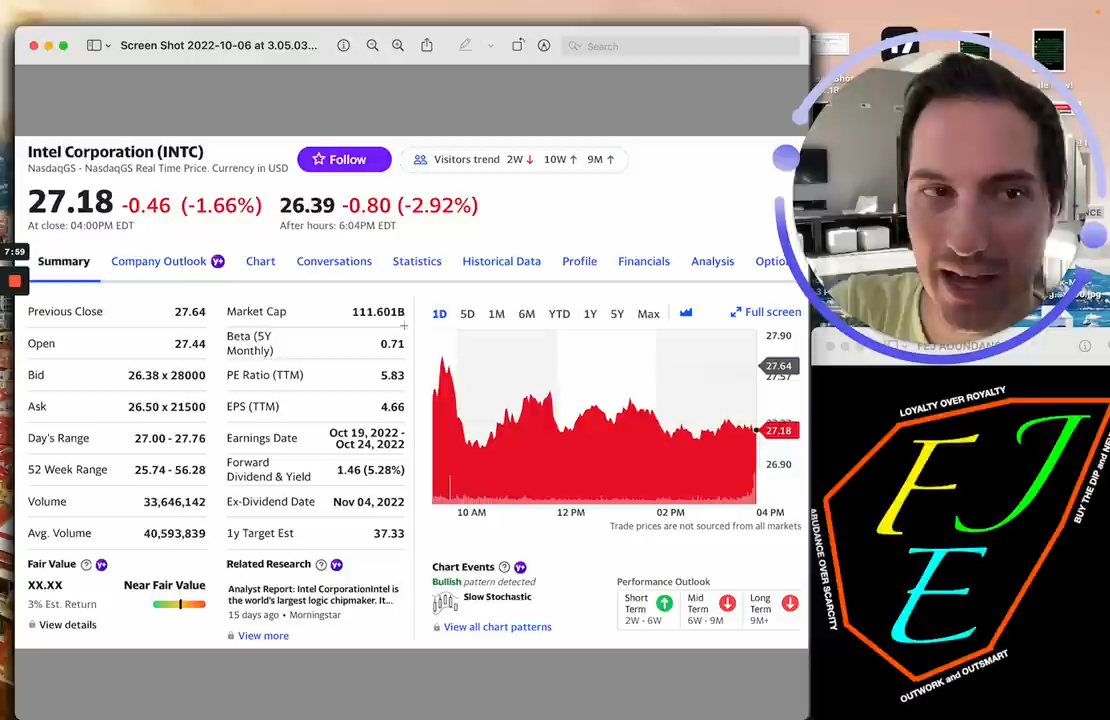 Screen Shot 2022-10-06 at 3.05.03...
Search
Intel Corporation (INTC)
NasdaqGS - NasdaqGS Real Time Price. Currency in USD
Follow
Visitors trend 2W↓ 10W↑ 9M↑
27.18 -0.46 (-1.66%) 26.39 -0.80 (-2.92%)
At close: 04:00PM EDT After hours: 6:04PM EDT
7:59
Summary Company Outlook Y+ Chart Conversations Statistics Historical Data Profile Financials Analysis Optio
Previous Close 27.64
Open 27.44
Bid 26.38 x 28000
Ask 26.50 x 21500
Day's Range 27.00 - 27.76
52 Week Range 25.74 - 56.28
Volume 33,646,142
Avg. Volume 40,593,839
Market Cap 111.601B
Beta (5Y
Monthly) 0.71
PE Ratio (TTM) 5.83
EPS (TTM) 4.66
Earnings Date Oct 19, 2022 -
Oct 24, 2022
Forward
Dividend & Yield 1.46 (5.28%)
Ex-Dividend Date Nov 04, 2022
1y Target Est 37.33
1D 5D 1M 6M YTD 1Y 5Y Max Full screen
27.90
27.64
27.57
27.18
26.90
10 AM 12 PM 02 PM 04 PM
Trade prices are not sourced from all markets
Fair Value ? Y+
XX.XX Near Fair Value
3% Est. Return
View details
Related Research ? Y+
Analyst Report: Intel CorporationIntel is
the world's largest logic chipmaker. It...
15 days ago • Morningstar
View more
Chart Events ? Y+
Bullish pattern detected
Slow Stochastic
View all chart patterns
Performance Outlook
Short
Term
2W - 6W
Mid
Term
6W - 9M
Long
Term
9M+
LOYALTY OVER ROYALTY
BUY THE DIP and
ABUDANCE OVER SCARCITY
FJE
OUTWORK and OUTSMART